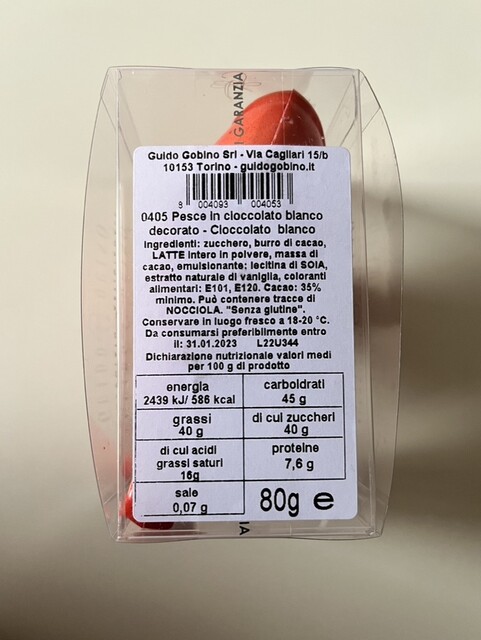 I GARANZIA
Guido Gobino Srl - Via Cagliari 15/b
10153 Torino - guidogobino.it
8 004093 004053
0405 Pesce in cioccolato bianco
decorato - Cioccolato bianco
Ingredienti: zucchero, burro di cacao,
LATTE intero in polvere, massa di
cacao, emulsionante: lecitina di SOIA,
estratto naturale di vaniglia, coloranti
alimentari: E101, E120. Cacao: 35%
minimo. Può contenere tracce di
NOCCIOLA. "Senza glutine".
Conservare in luogo fresco a 18-20 °C.
Da consumarsi preferibilmente entro
il: 31.01.2023 L22U344
Dichiarazione nutrizionale valori medi
per 100 g di prodotto
energia
2439 kJ/ 586 kcal
carboidrati
45 g
grassi
40 g
di cui zuccheri
40 g
di cui acidi
grassi saturi
16g
proteine
7,6 g
sale
0,07 g
80g e
IA